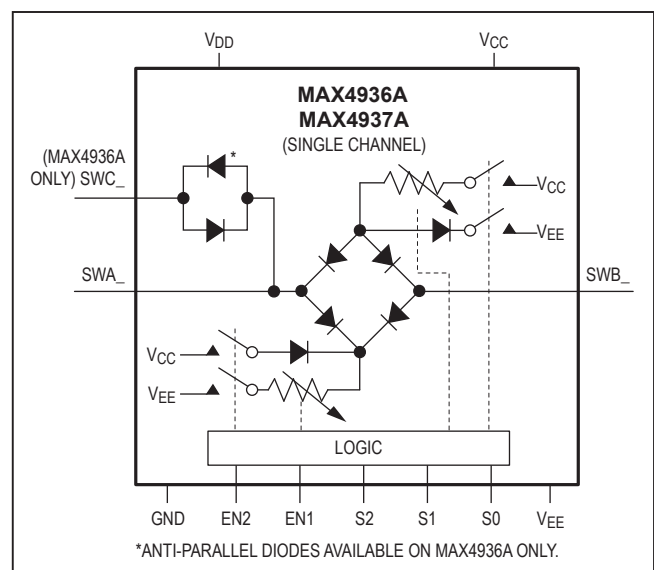 VDD
VCC
MAX4936A
MAX4937A
(SINGLE CHANNEL)
(MAX4936A
ONLY) SWC_
*
VCC
VEE
SWA_
SWB_
VCC
VEE
LOGIC
GND EN2 EN1 S2 S1 S0 VEE
*ANTI-PARALLEL DIODES AVAILABLE ON MAX4936A ONLY.